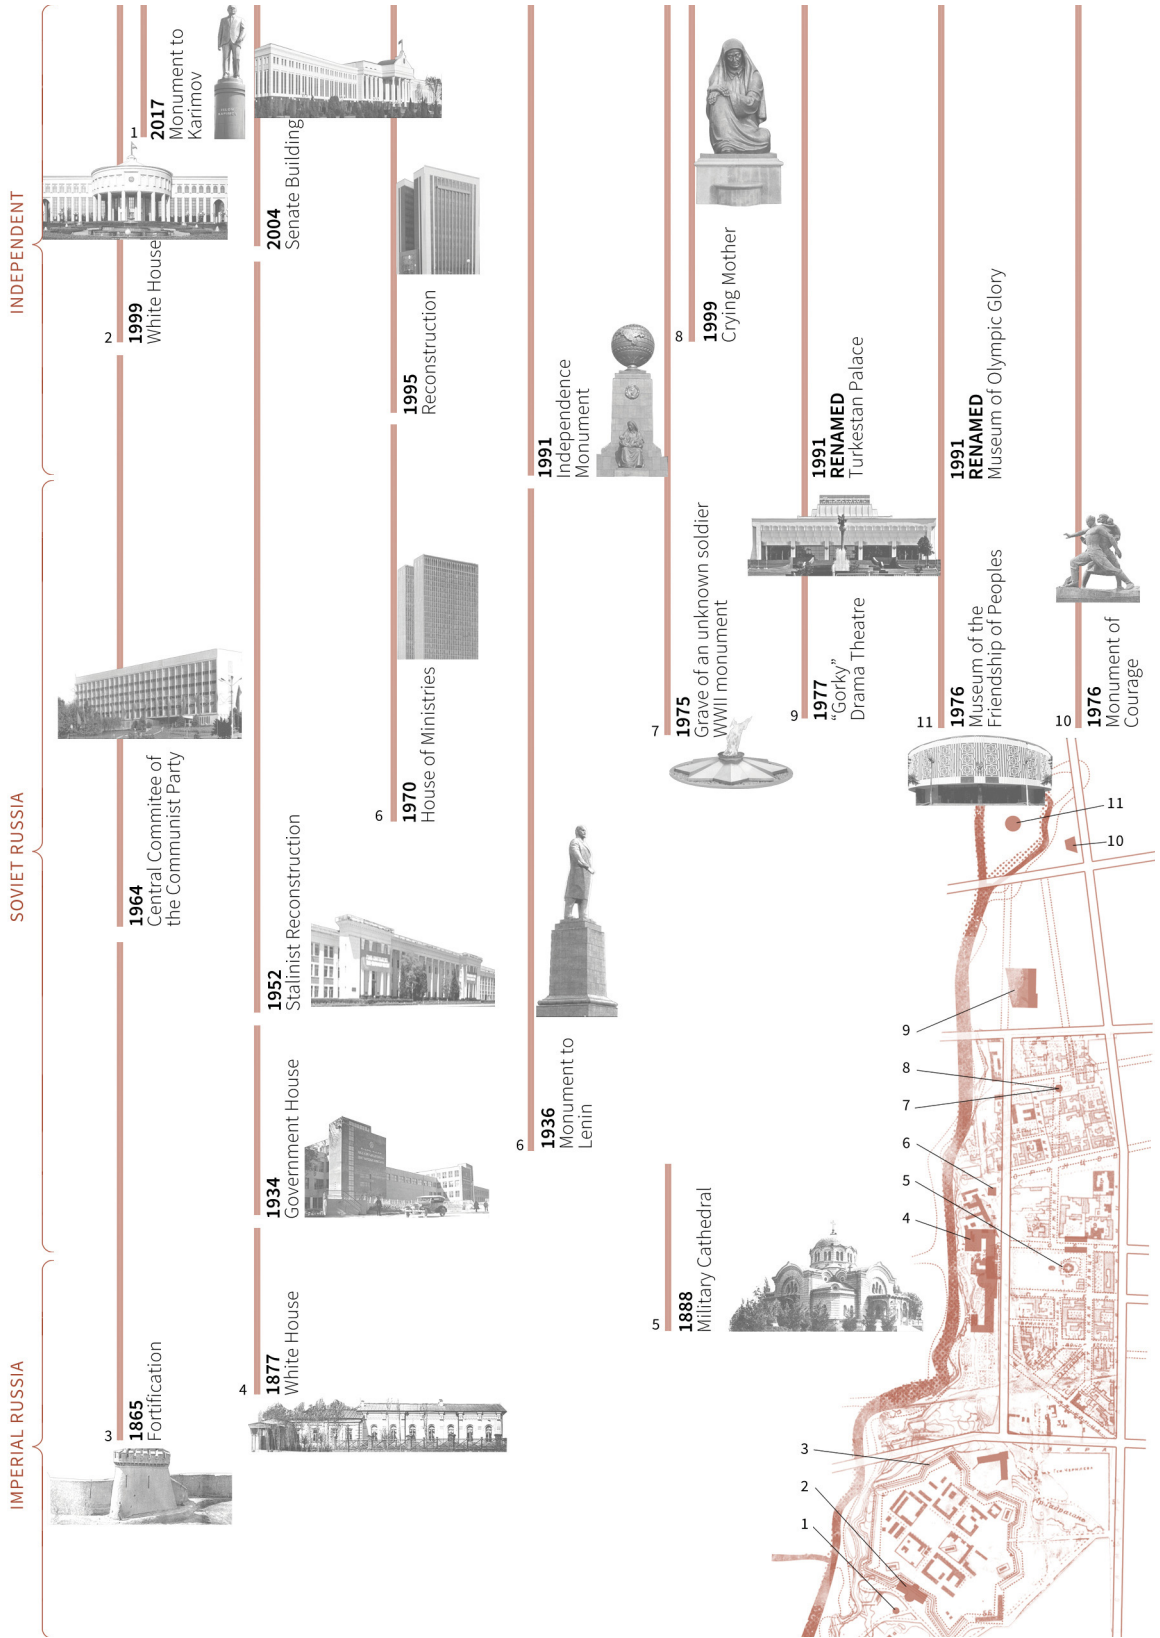 INDEPENDENT
SOVIET RUSSIA
IMPERIAL RUSSIA
1
2017
Monument to
Karimov
2
1999
White House
1964
Central Commitee of
the Communist Party
3
1865
Fortification
2004
Senate Building
1952
Stalinist Reconstruction
1934
Government House
4
1877
White House
1995
Reconstruction
6
1970
House of Ministries
1991
Independence
Monument
6
1936
Monument to
Lenin
8
1999
Crying Mother
7
1975
Grave of an unknown soldier
WWII monument
5
1888
Military Cathedral
1991
RENAMED
Turkestan Palace
9
1977
“Gorky”
Drama Theatre
1991
RENAMED
Museum of Olympic Glory
11
1976
Museum of the
Friendship of Peoples
10
1976
Monument of
Courage
11
10
9
8
7
6
5
4
3
2
1